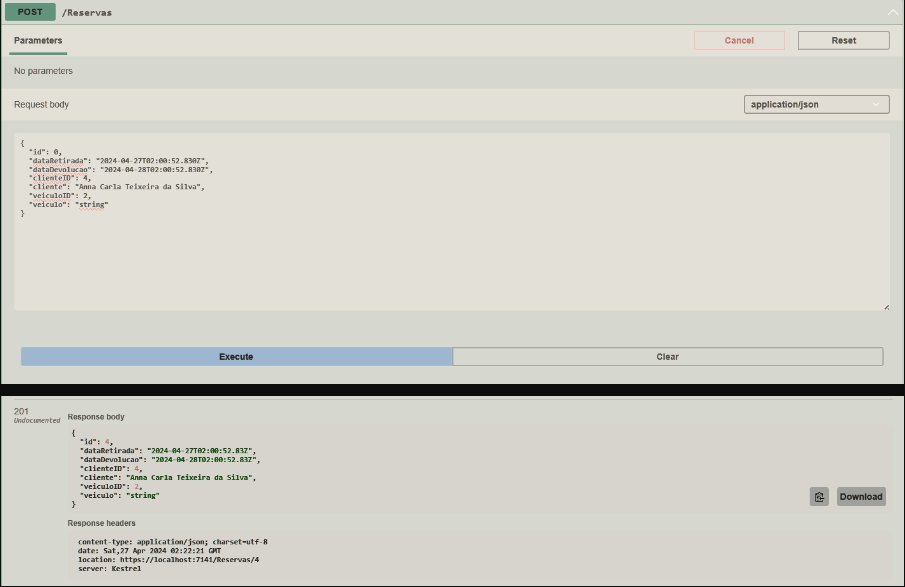 POST /Reservas
Parameters
Cancel
Reset
No parameters
Request body
application/json
{
"id": 0,
"dataRetirada": "2024-04-27T02:00:52.830Z",
"dataDevolucao": "2024-04-28T02:00:52.830Z",
"clienteID": 4,
"cliente": "Anna Carla Teixeira da Silva",
"veiculoID": 2,
"veiculo": "string"
}
Execute
Clear
201
Undocumented
Response body
{
"id": 4,
"dataRetirada": "2024-04-27T02:00:52.83Z",
"dataDevolucao": "2024-04-28T02:00:52.83Z",
"clienteID": 4,
"cliente": "Anna Carla Teixeira da Silva",
"veiculoID": 2,
"veiculo": "string"
}
Download
Response headers
content-type: application/json; charset=utf-8
date: Sat,27 Apr 2024 02:22:21 GMT
location: https://localhost:7141/Reservas/4
server: Kestrel